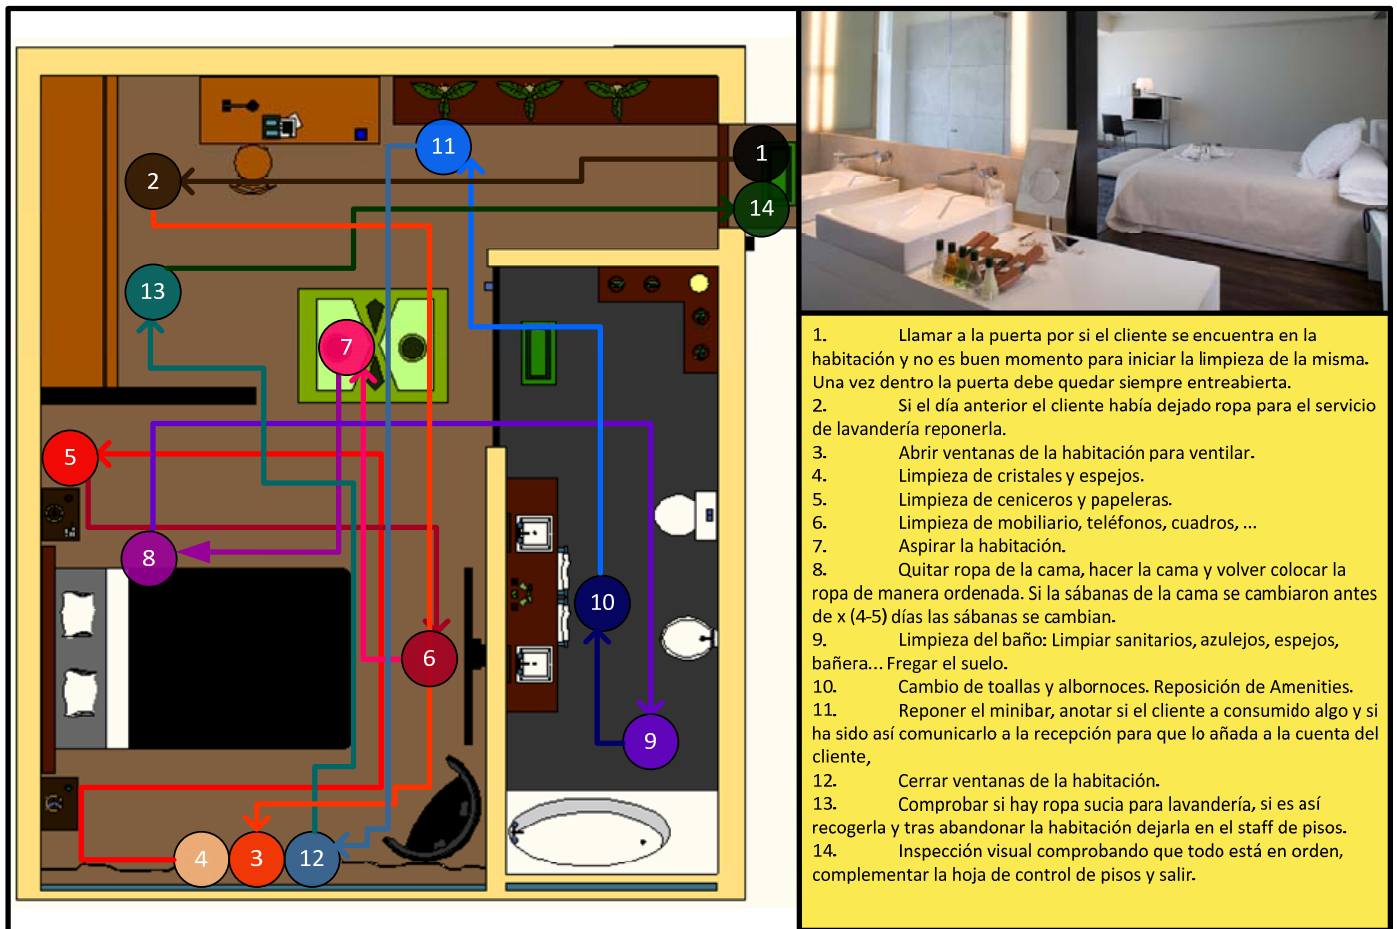 1
2
11
14
13
7
5
8
10
6
9
4
3
12
1. Llamar a la puerta por si el cliente se encuentra en la
habitación y no es buen momento para iniciar la limpieza de la misma.
Una vez dentro la puerta debe quedar siempre entreabierta.
2. Si el día anterior el cliente había dejado ropa para el servicio
de lavandería reponerla.
3. Abrir ventanas de la habitación para ventilar.
4. Limpieza de cristales y espejos.
5. Limpieza de ceniceros y papeleras.
6. Limpieza de mobiliario, teléfonos, cuadros, ...
7. Aspirar la habitación.
8. Quitar ropa de la cama, hacer la cama y volver colocar la
ropa de manera ordenada. Si la sábanas de la cama se cambiaron antes
de x (4-5) días las sábanas se cambian.
9. Limpieza del baño: Limpiar sanitarios, azulejos, espejos,
bañera... Fregar el suelo.
10. Cambio de toallas y albornoces. Reposición de Amenities.
11. Reponer el minibar, anotar si el cliente a consumido algo y si
ha sido así comunicarlo a la recepción para que lo añada a la cuenta del
cliente,
12. Cerrar ventanas de la habitación.
13. Comprobar si hay ropa sucia para lavandería, si es así
recogerla y tras abandonar la habitación dejarla en el staff de pisos.
14. Inspección visual comprobando que todo está en orden,
complementar la hoja de control de pisos y salir.